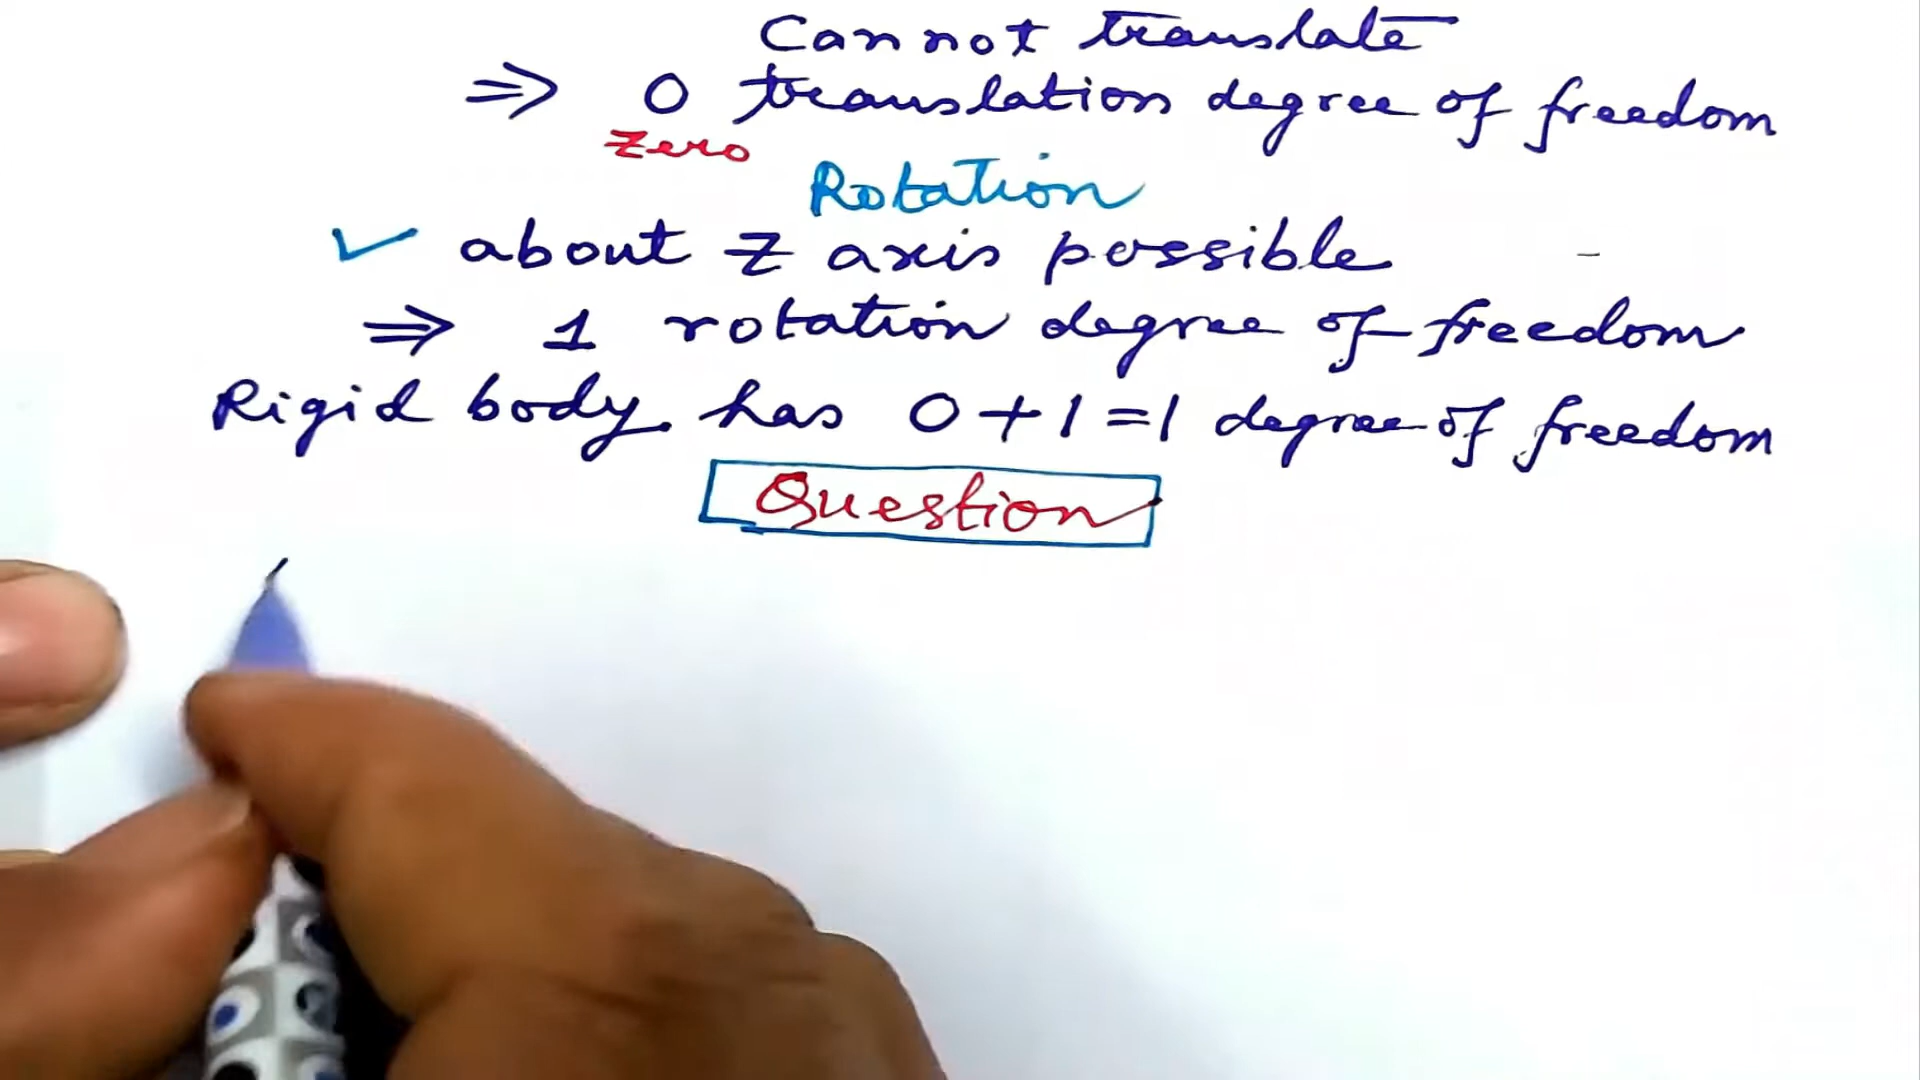 Cannot translate
⇒ 0 translation degree of freedom
Zero
Rotation
✓ about Z axis possible
⇒ 1 rotation degree of freedom
Rigid body has 0+1=1 degree of freedom
Question